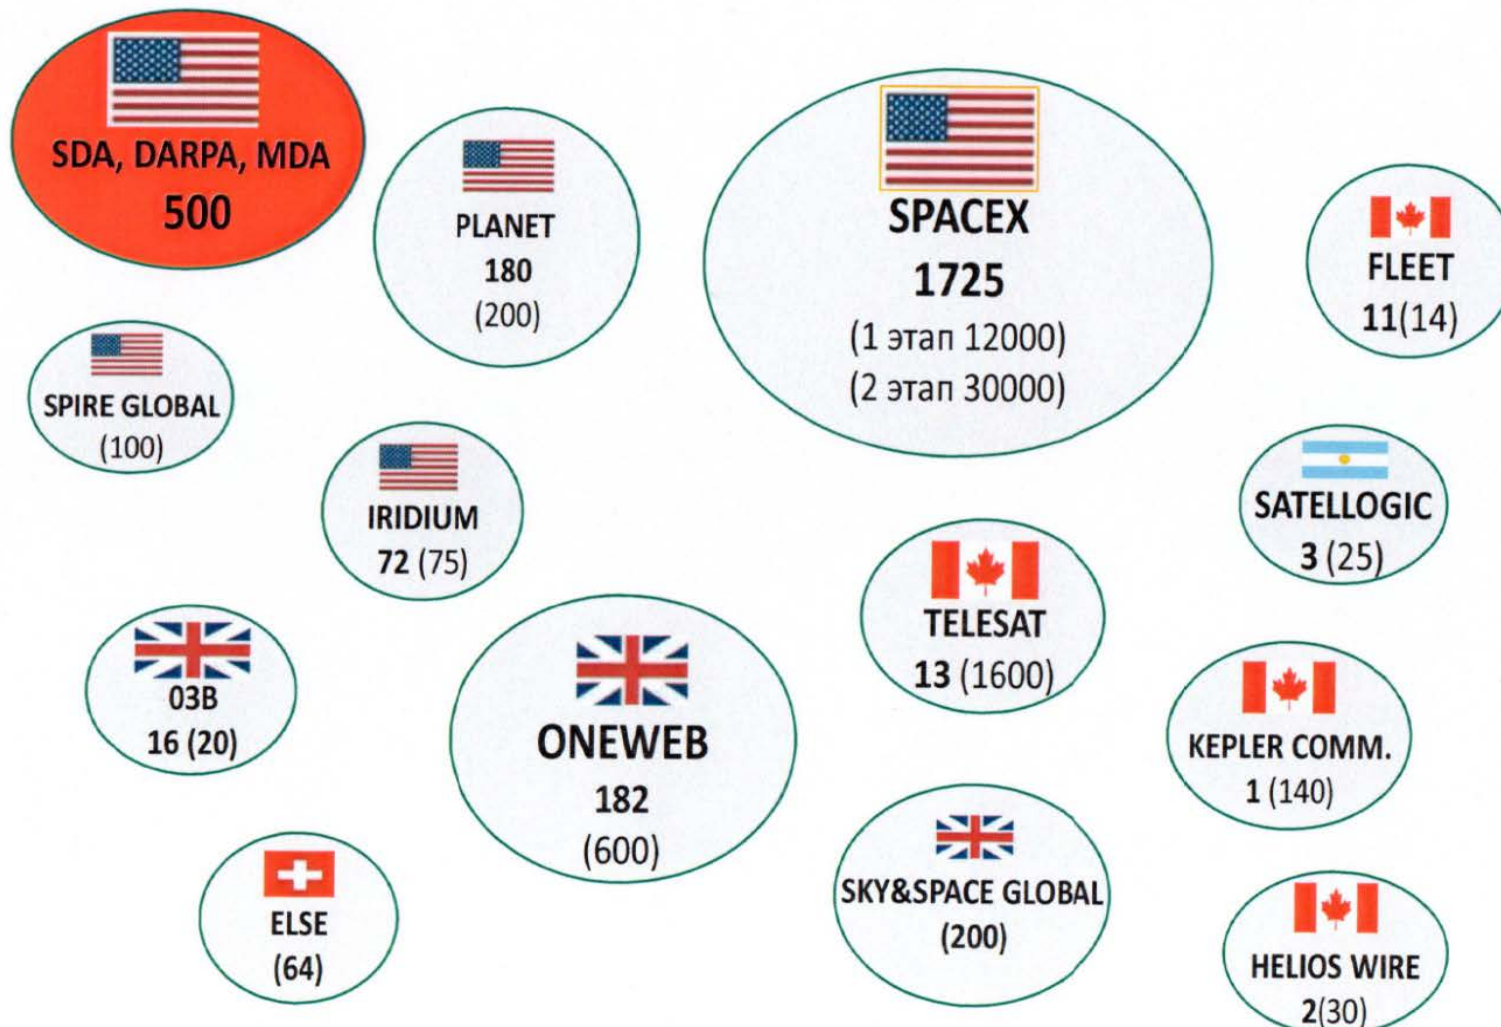 SDA, DARPA, MDA
500
PLANET
180
(200)
SPACEX
1725
(1 этап 12000)
(2 этап 30000)
FLEET
11(14)
SPIRE GLOBAL
(100)
IRIDIUM
72 (75)
SATELLOGIC
3 (25)
TELESAT
13 (1600)
03B
16 (20)
ONEWEB
182
(600)
KEPLER COMM.
1 (140)
SKY&SPACE GLOBAL
(200)
ELSE
(64)
HELIOS WIRE
2(30)